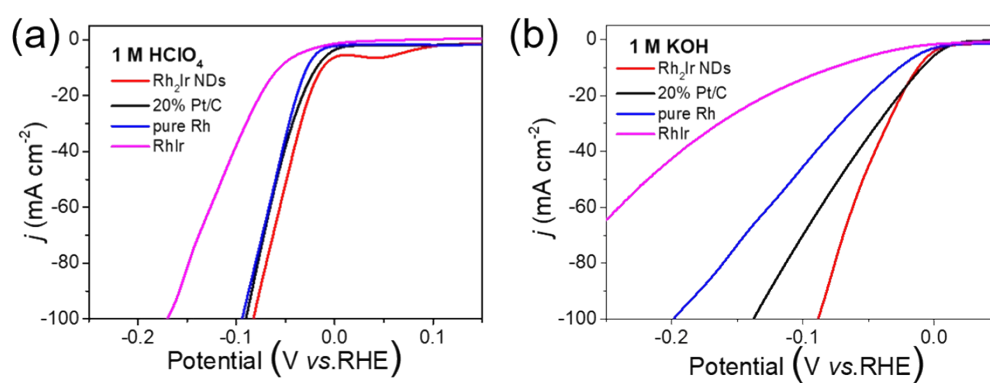 (a)
1 M HClO₄
Rh₂Ir NDs
20% Pt/C
pure Rh
RhIr
0
-20
-40
-60
-80
-100
j (mA cm⁻²)
-0.2
-0.1
0.0
0.1
Potential (V vs.RHE)
(b)
1 M KOH
Rh₂Ir NDs
20% Pt/C
pure Rh
RhIr
0
-20
-40
-60
-80
-100
j (mA cm⁻²)
-0.2
-0.1
0.0
Potential (V vs.RHE)